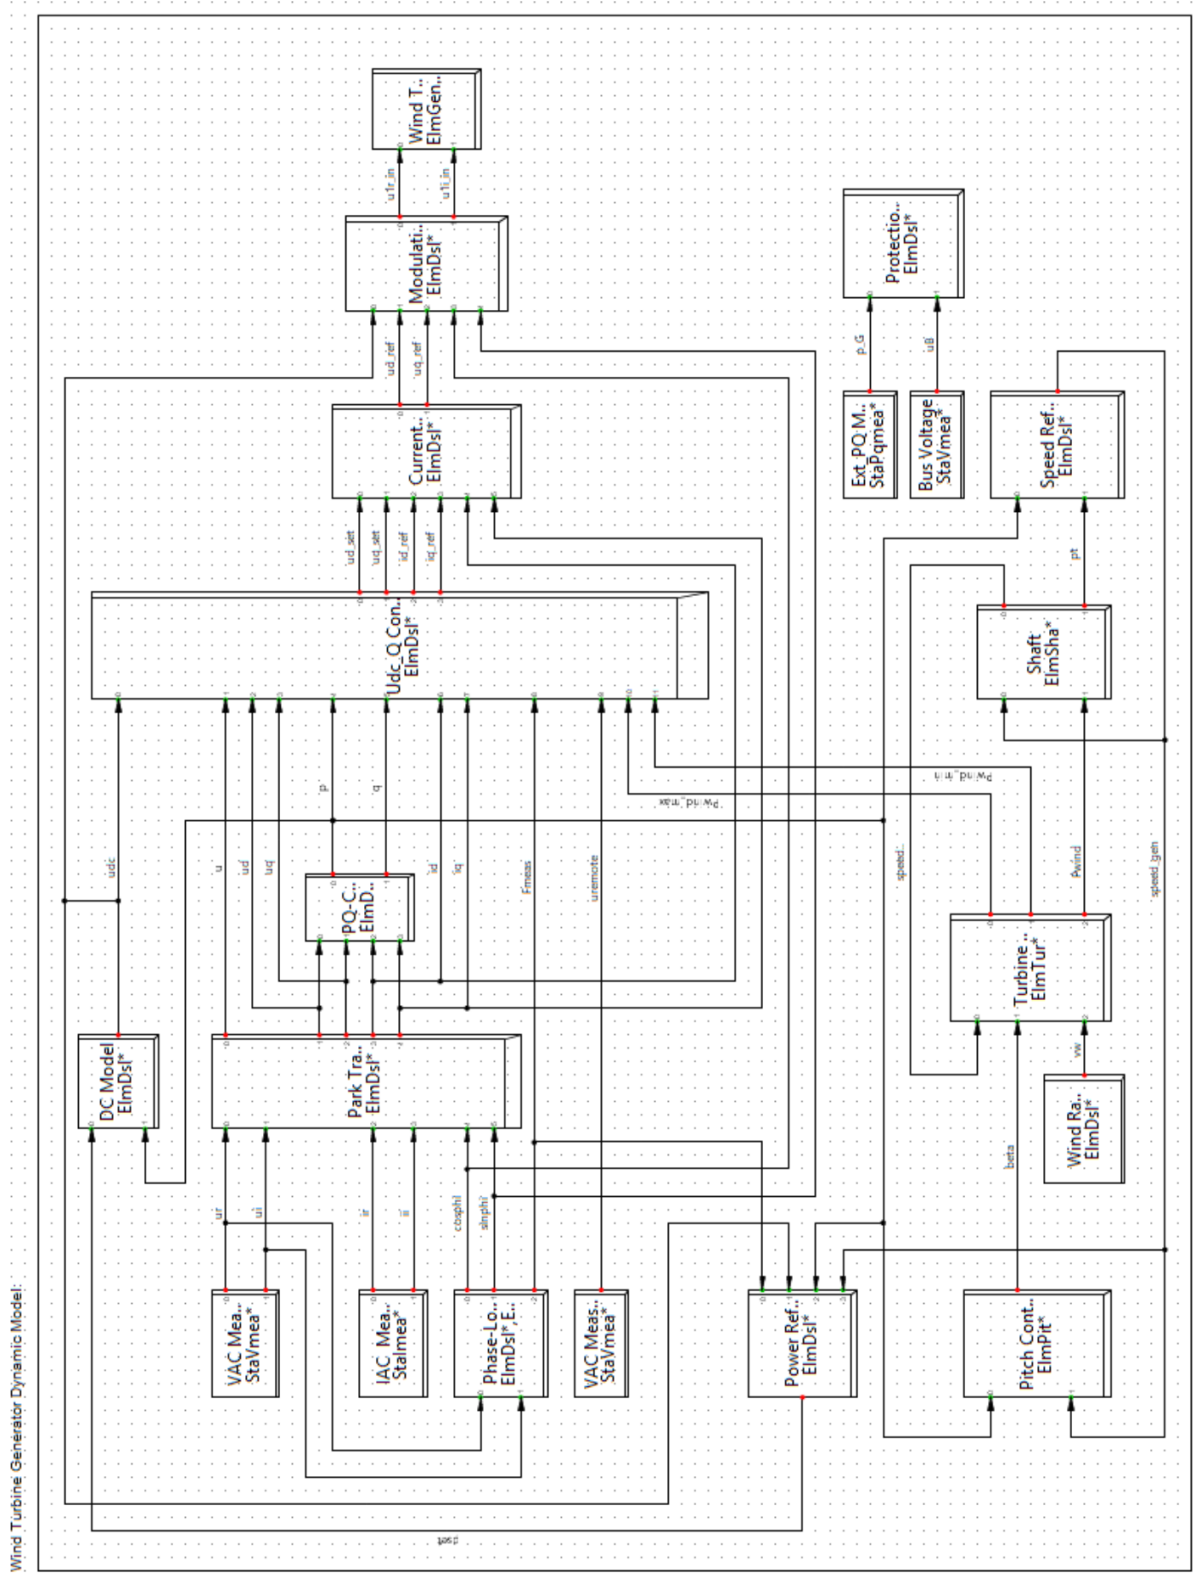 Wind Turbine Generator Dynamic Model:
VAC Mea..
StaVmea*
IAC Mea..
StaImea*
Phase-Lo..
ElmDsl*,E..
VAC Meas..
StaVmea*
Power Ref..
ElmDsl*
Pitch Cont..
ElmPit*
ur
ui
ir
ii
cosphi
sinphi
beta
DC Model
ElmDsl*
Park Tra..
ElmDsl*
Wind Ra..
ElmDsl*
vw
Turbine ..
ElmTur*
PQ-C..
ElmD..
udc
u
ud
uq
id
iq
Fmeas
uremote
speed..
Pwind
speed_gen
p
q
Pwind_max
Pwind_min
Udc_Q Con..
ElmDsl*
Shaft
ElmSha*
ud_set
uq_set
id_ref
iq_ref
pt
Current..
ElmDsl*
Ext_PQ M..
StaPqmea*
Bus Voltage
StaVmea*
Speed Ref..
ElmDsl*
ud_ref
uq_ref
p_G
uB
Modulati..
ElmDsl*
Protectio..
ElmDsl*
u1r_in
u1i_in
Wind T..
ElmGen..